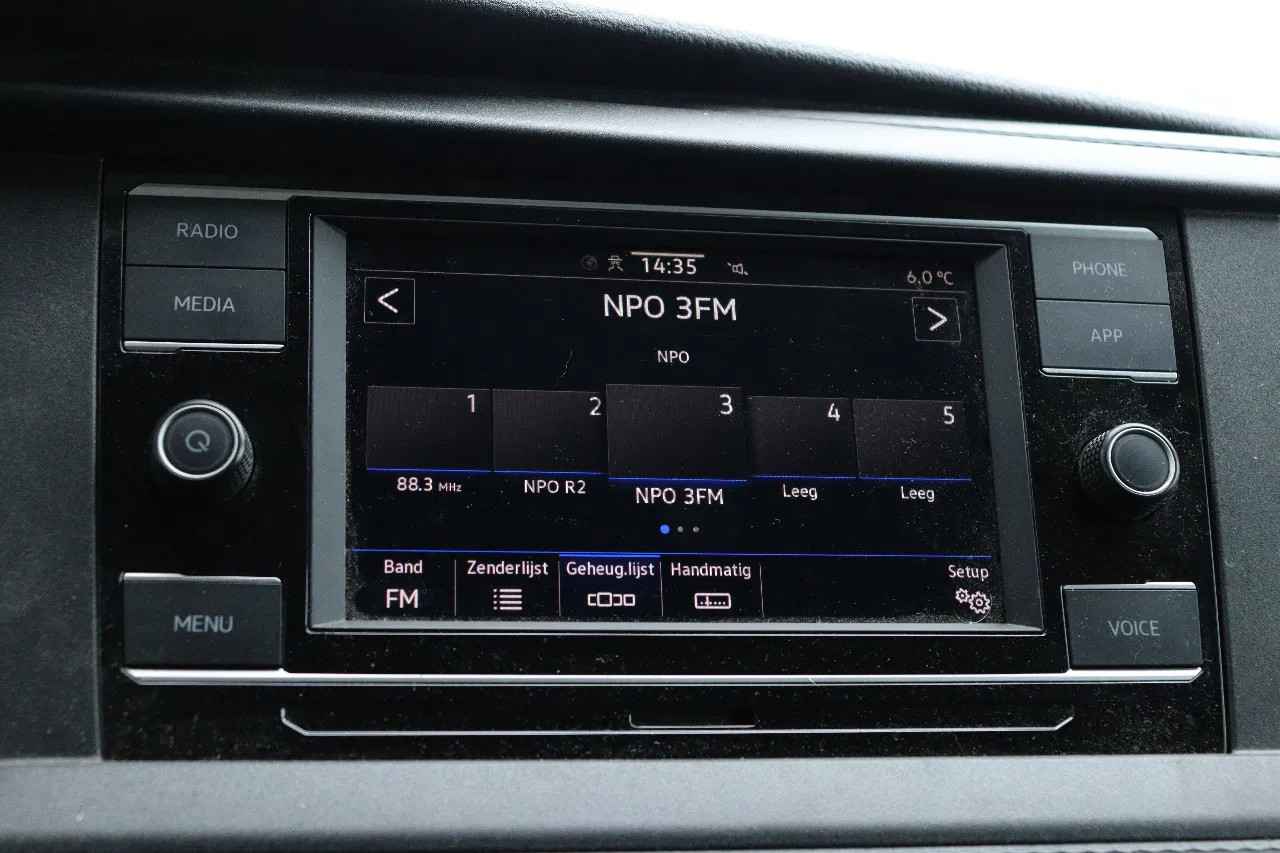 RADIO
MEDIA
MENU
14:35
6,0 °C
NPO 3FM
NPO
1
2
3
4
5
88.3 MHz
NPO R2
NPO 3FM
Leeg
Leeg
Band
FM
Zenderlijst
Geheug.lijst
Handmatig
Setup
PHONE
APP
VOICE